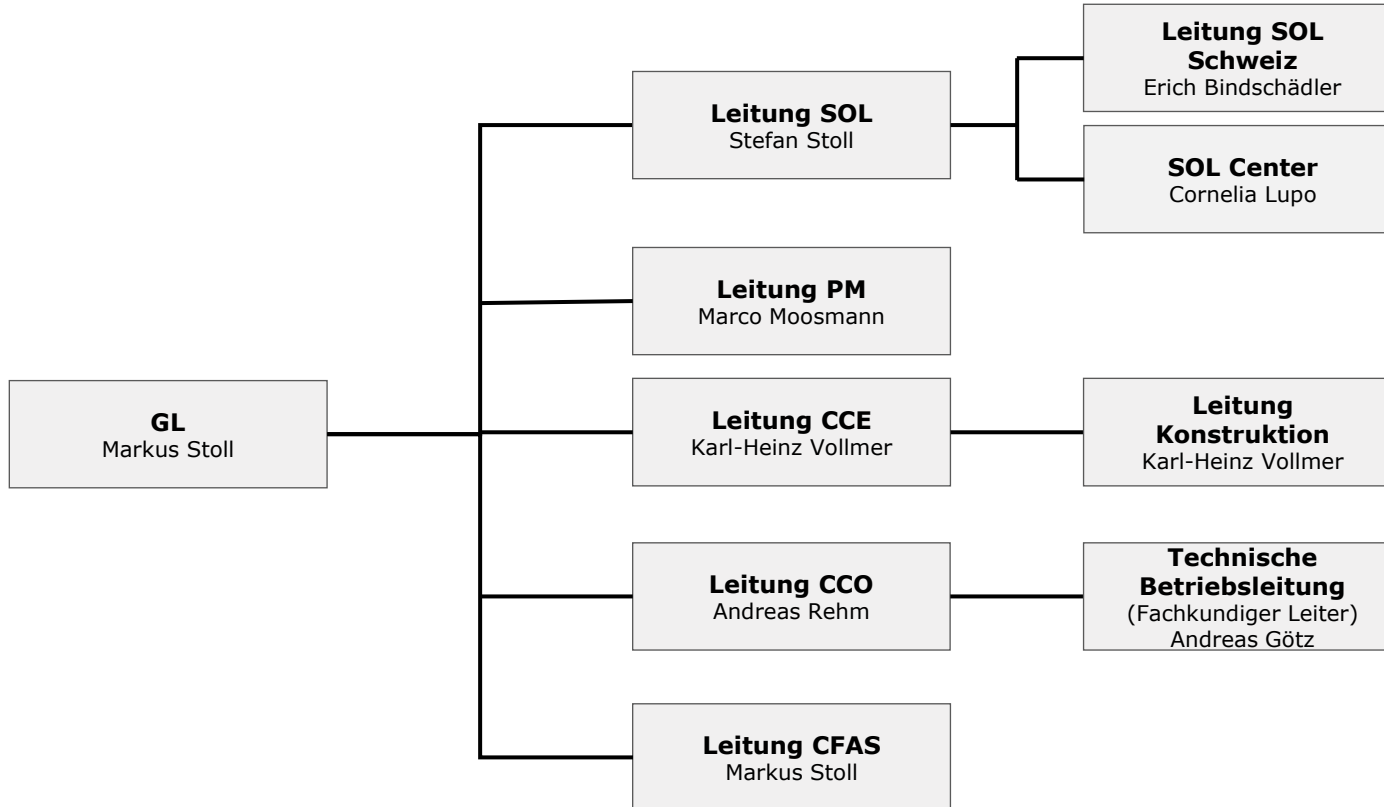 Leitung SOL
Schweiz
Erich Bindschädler
Leitung SOL
Stefan Stoll
SOL Center
Cornelia Lupo
Leitung PM
Marco Moosmann
GL
Markus Stoll
Leitung CCE
Karl-Heinz Vollmer
Leitung
Konstruktion
Karl-Heinz Vollmer
Leitung CCO
Andreas Rehm
Technische
Betriebsleitung
(Fachkundiger Leiter)
Andreas Götz
Leitung CFAS
Markus Stoll